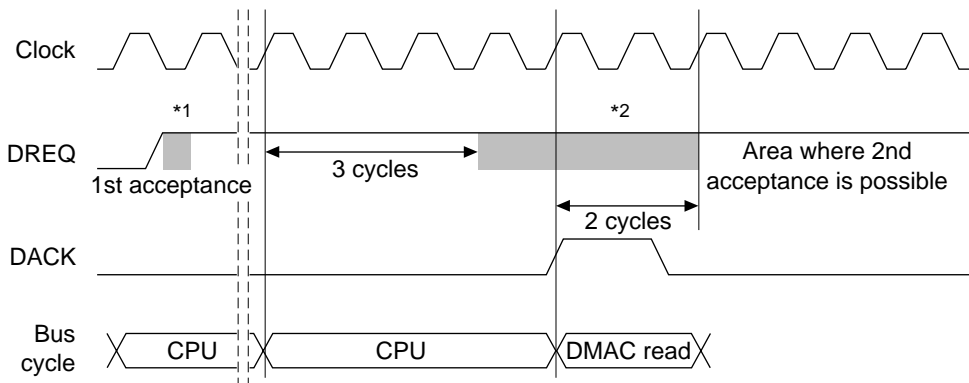 Clock
*1
*2
DREQ
3 cycles
Area where 2nd
acceptance is possible
1st acceptance
2 cycles
DACK
Bus
cycle
CPU
CPU
DMAC read